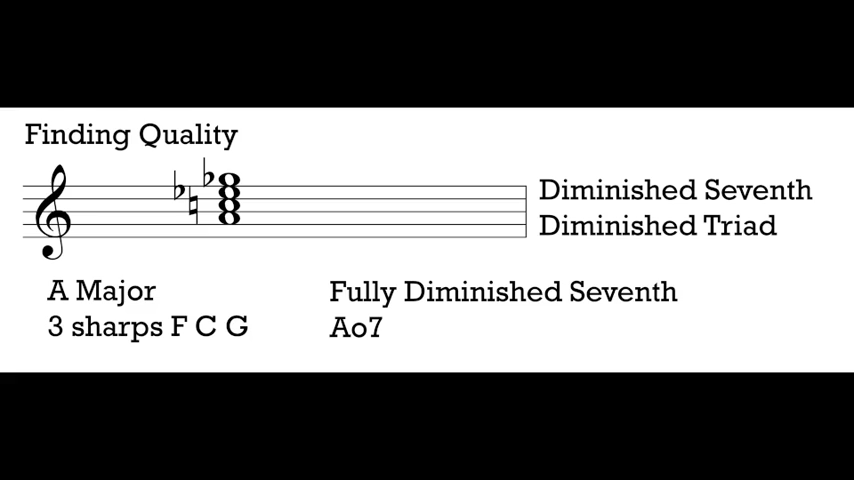 Finding Quality
Diminished Seventh
Diminished Triad
A Major
3 sharps F C G
Fully Diminished Seventh
Ao7